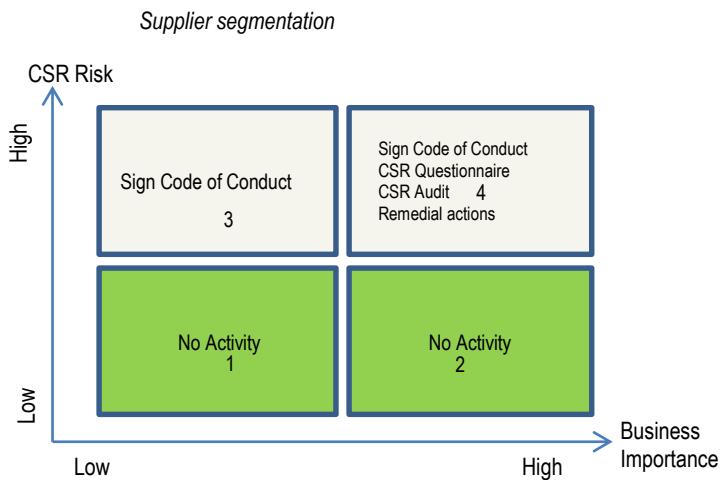 Supplier segmentation
CSR Risk
High
Sign Code of Conduct
3
Sign Code of Conduct
CSR Questionnaire
CSR Audit 4
Remedial actions
No Activity
1
No Activity
2
Low
Low
High
Business
Importance